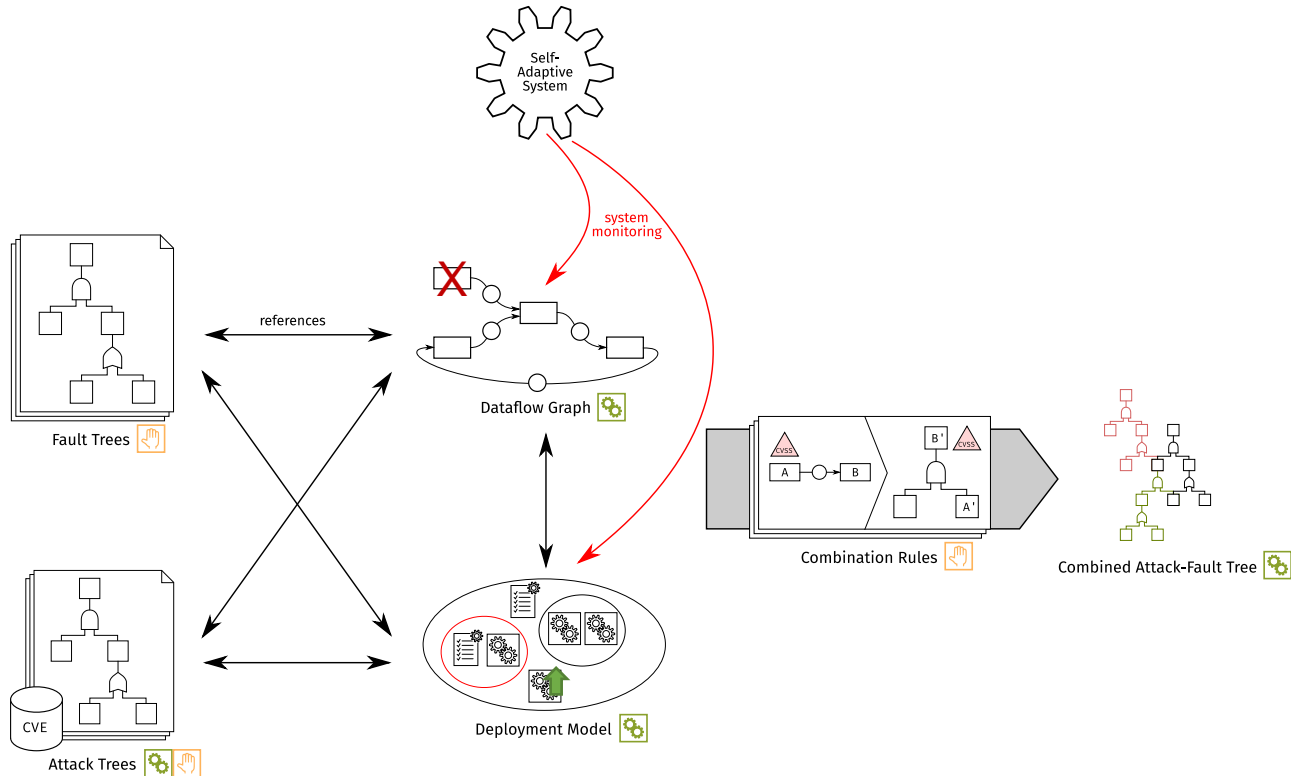 Self-
Adaptive
System
system
monitoring
references
Fault Trees
Dataflow Graph
CVSS
A
B
B'
CVSS
A'
Combination Rules
Combined Attack-Fault Tree
CVE
Attack Trees
Deployment Model
X